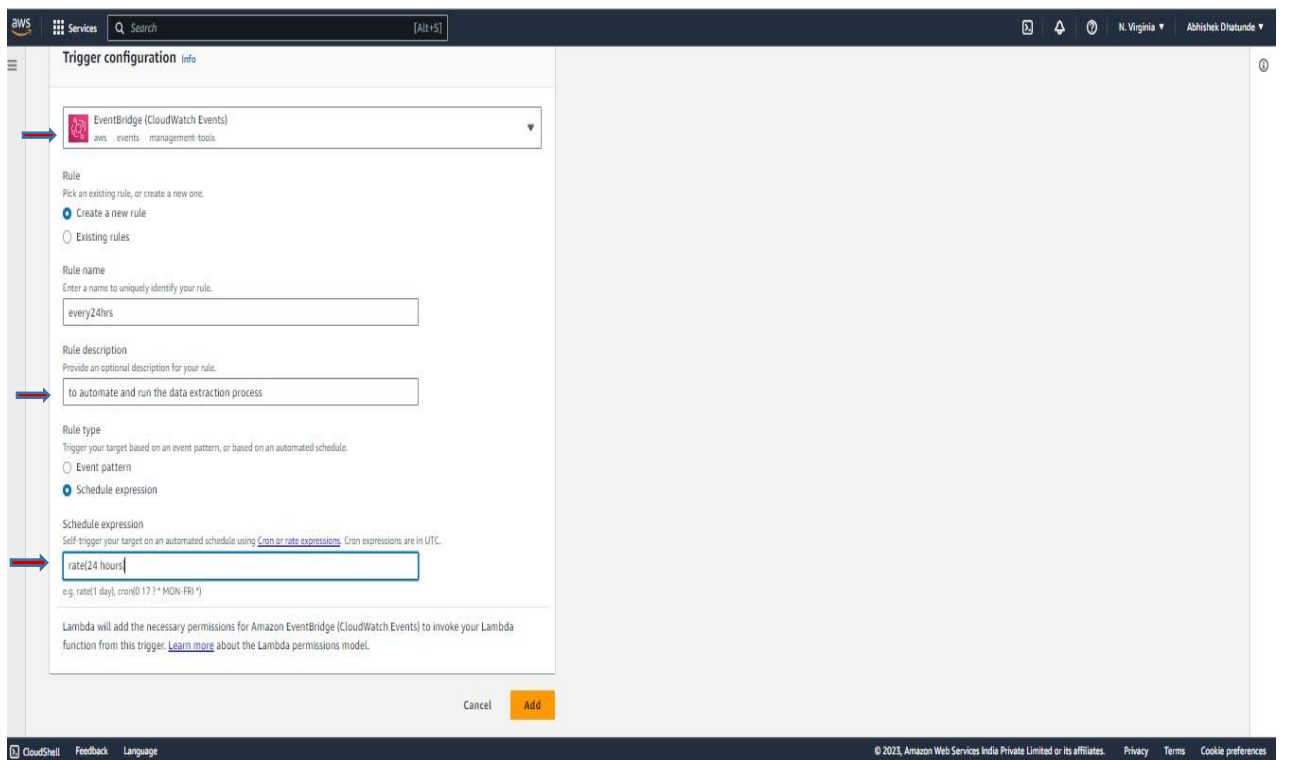 aws
Services
Search
[Alt+S]
N. Virginia
Abhishek Dhatunde
Trigger configuration Info
EventBridge (CloudWatch Events)
aws events management-tools
Rule
Pick an existing rule, or create a new one.
Create a new rule
Existing rules
Rule name
Enter a name to uniquely identify your rule.
every24hrs
Rule description
Provide an optional description for your rule.
to automate and run the data extraction process
Rule type
Trigger your target based on an event pattern, or based on an automated schedule.
Event pattern
Schedule expression
Schedule expression
Self-trigger your target on an automated schedule using Cron or rate expressions. Cron expressions are in UTC.
rate(24 hours)
e.g. rate(1 day), cron(0 17 ? * MON-FRI *)
Lambda will add the necessary permissions for Amazon EventBridge (CloudWatch Events) to invoke your Lambda
function from this trigger. Learn more about the Lambda permissions model.
Cancel
Add
CloudShell Feedback Language
© 2023, Amazon Web Services India Private Limited or its affiliates. Privacy Terms Cookie preferences